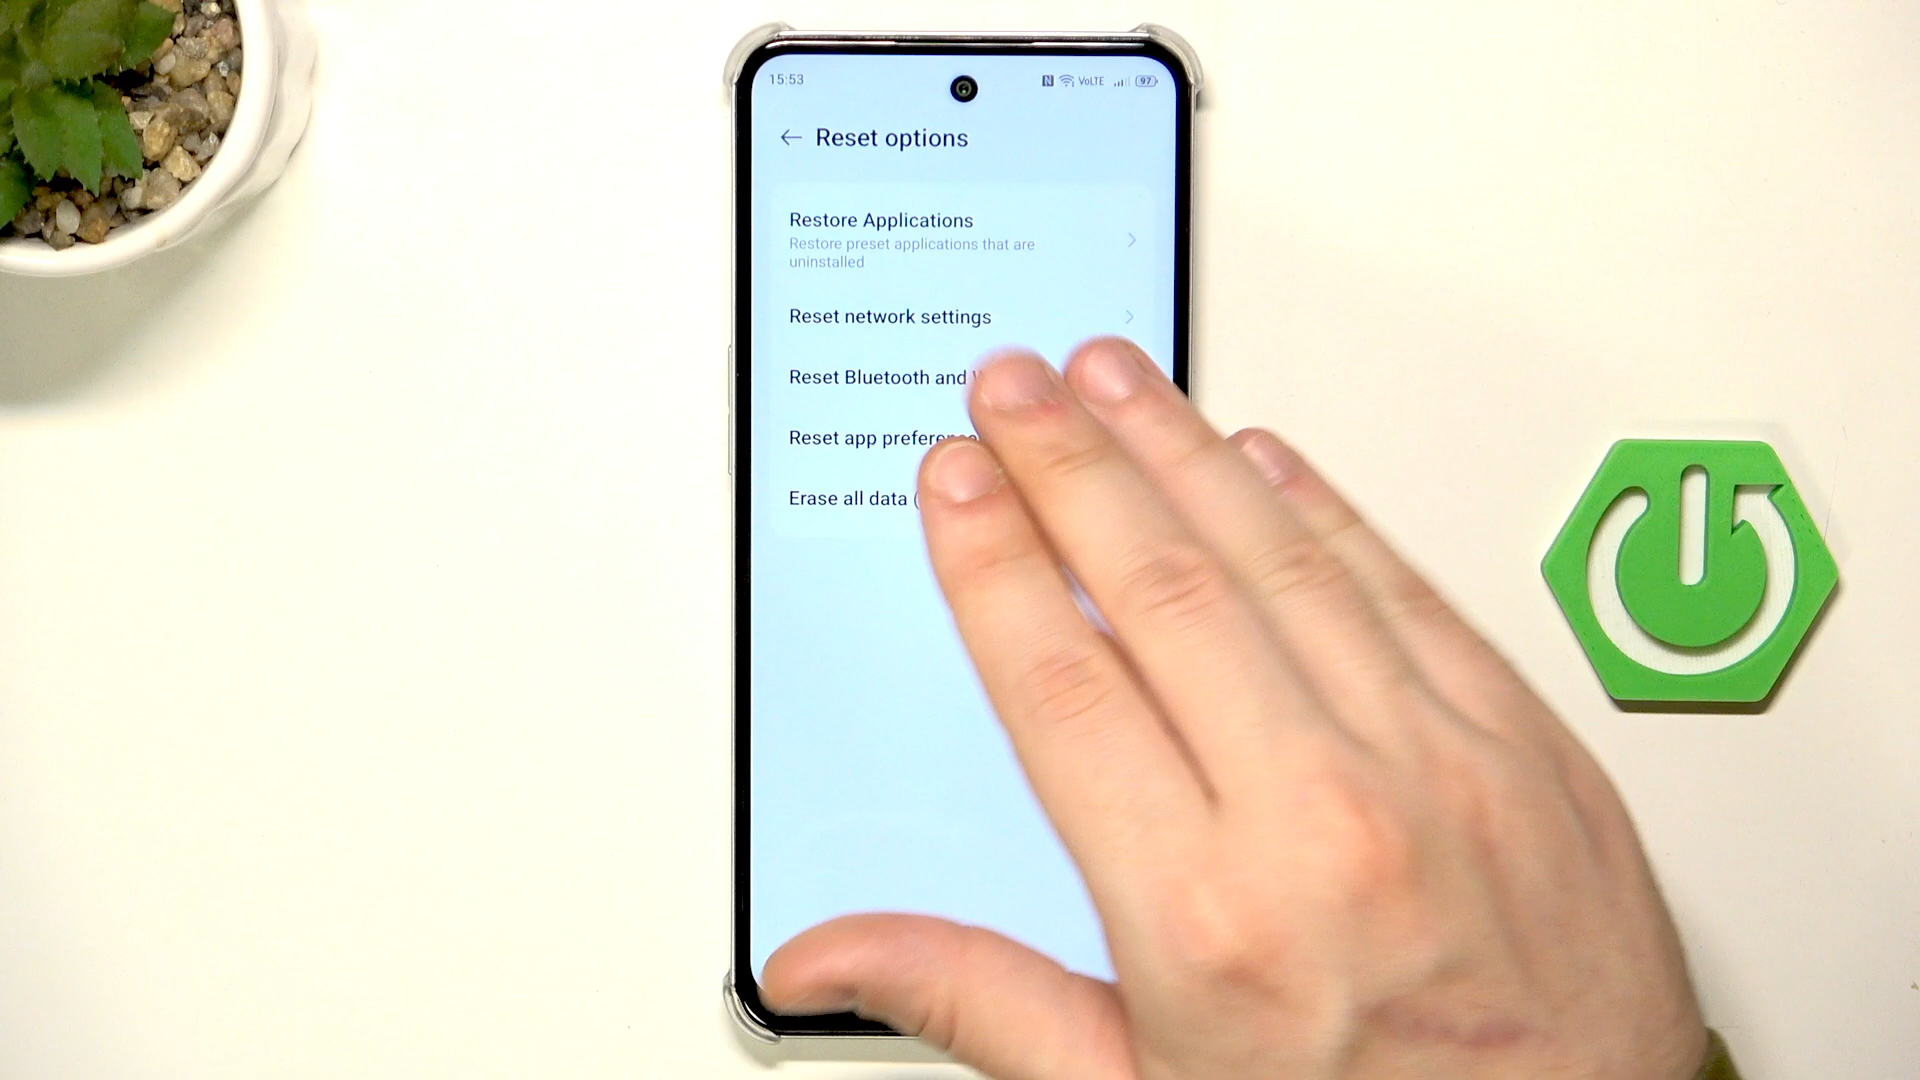 15:53
VoLTE
97
Reset options
Restore Applications
Restore preset applications that are
uninstalled
Reset network settings
Reset Bluetooth and
Reset app
Erase all data (